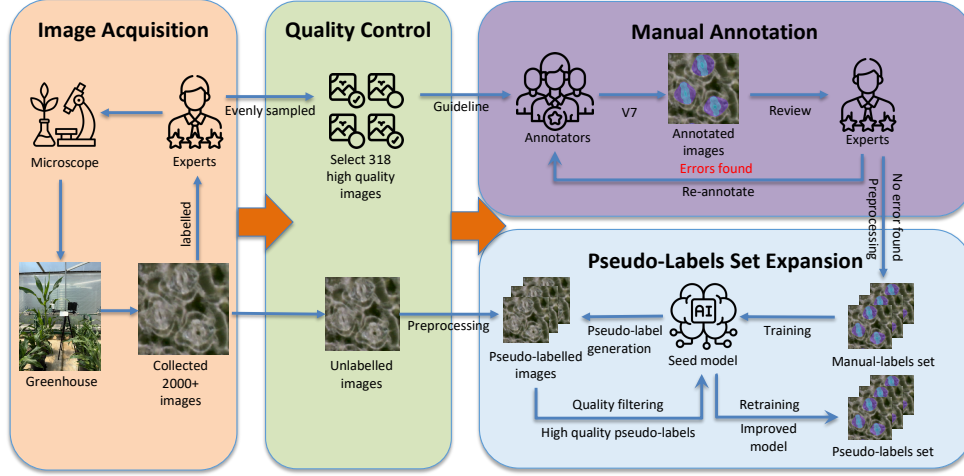 Image Acquisition
Microscope
Experts
labelled
Greenhouse
Collected
2000+
images
Quality Control
Evenly sampled
Select 318
high quality
images
Unlabelled
images
Manual Annotation
Guideline
Annotators
V7
Annotated
images
Review
Experts
Errors found
Re-annotate
No error found
Preprocessing
Pseudo-Labels Set Expansion
Preprocessing
Pseudo-labelled
images
Pseudo-label
generation
AI
Seed model
Training
Manual-labels set
Quality filtering
High quality pseudo-labels
Retraining
Improved
model
Pseudo-labels set